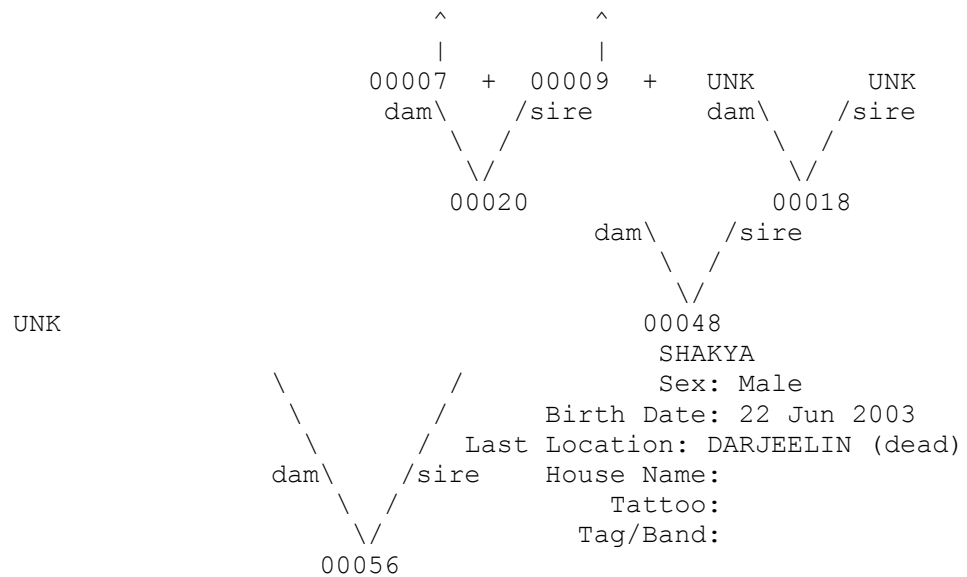 ^ ^
| |
00007 + 00009 + UNK UNK
dam\ /sire dam\ /sire
\ / \ /
\/ \/
00020 00018
dam\ /sire
\ /
\/
UNK 00048
SHAKYA
\ / Sex: Male
\ / Birth Date: 22 Jun 2003
\ / Last Location: DARJEELIN (dead)
dam\ /sire House Name:
\ / Tattoo:
\/ Tag/Band:
00056